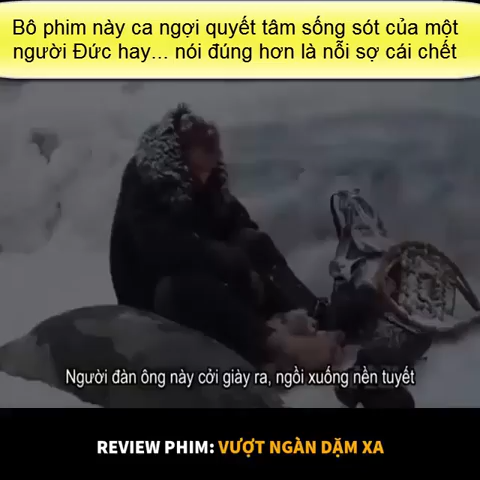 Bô phim này ca ngợi quyết tâm sống sót của một
người Đức hay... nói đúng hơn là nỗi sợ cái chết
Người đàn ông này cởi giày ra, ngồi xuống nền tuyết
REVIEW PHIM: VƯỢT NGÀN DẶM XA